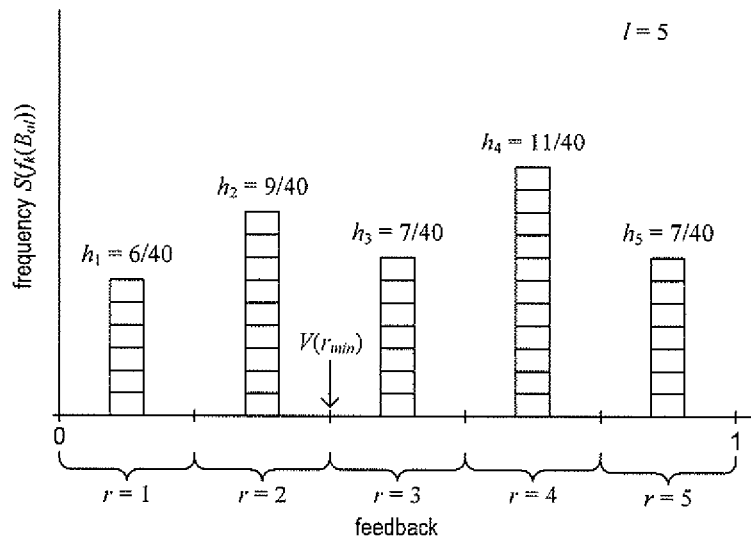 l = 5
frequency S(fₖ(Bₐᵢ))
h₄ = 11/40
h₂ = 9/40
h₃ = 7/40
h₅ = 7/40
h₁ = 6/40
V(rₘᵢₙ)
0
1
r = 1
r = 2
r = 3
r = 4
r = 5
feedback